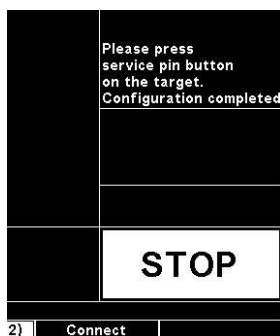 Please press
service pin button
on the target.
Configuration completed
STOP
2) Connect